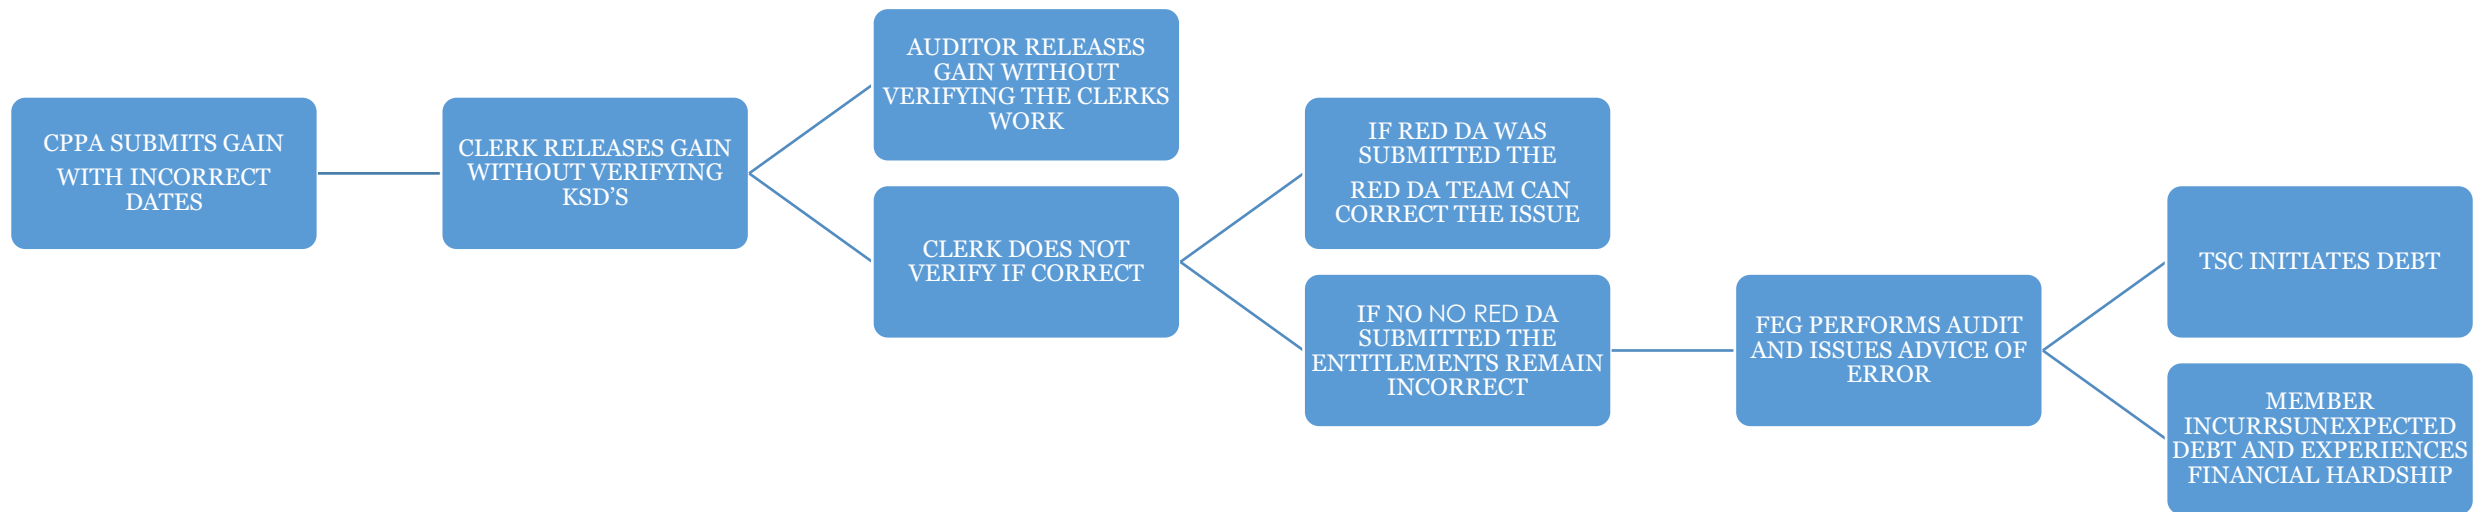 CPPA SUBMITS GAIN
WITH INCORRECT
DATES
CLERK RELEASES GAIN
WITHOUT VERIFYING
KSD’S
AUDITOR RELEASES
GAIN WITHOUT
VERIFYING THE CLERKS
WORK
CLERK DOES NOT
VERIFY IF CORRECT
IF RED DA WAS
SUBMITTED THE
RED DA TEAM CAN
CORRECT THE ISSUE
IF NO NO RED DA
SUBMITTED THE
ENTITLEMENTS REMAIN
INCORRECT
FEG PERFORMS AUDIT
AND ISSUES ADVICE OF
ERROR
TSC INITIATES DEBT
MEMBER
INCURRSUNEXPECTED
DEBT AND EXPERIENCES
FINANCIAL HARDSHIP